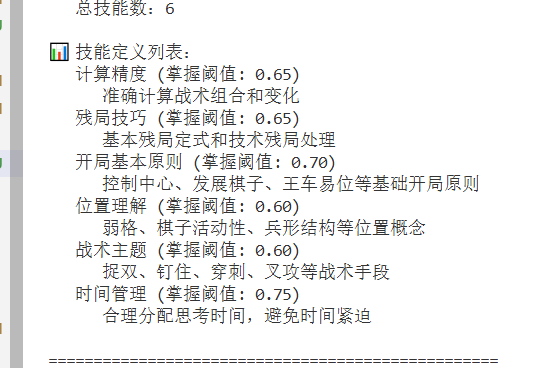 总技能数: 6
📊 技能定义列表:
计算精度 (掌握阈值: 0.65)
准确计算战术组合和变化
残局技巧 (掌握阈值: 0.65)
基本残局定式和技术残局处理
开局基本原则 (掌握阈值: 0.70)
控制中心、发展棋子、王车易位等基础开局原则
位置理解 (掌握阈值: 0.60)
弱格、棋子活动性、兵形结构等位置概念
战术主题 (掌握阈值: 0.60)
捉双、钉住、穿刺、叉攻等战术手段
时间管理 (掌握阈值: 0.75)
合理分配思考时间，避免时间紧迫
==================================================